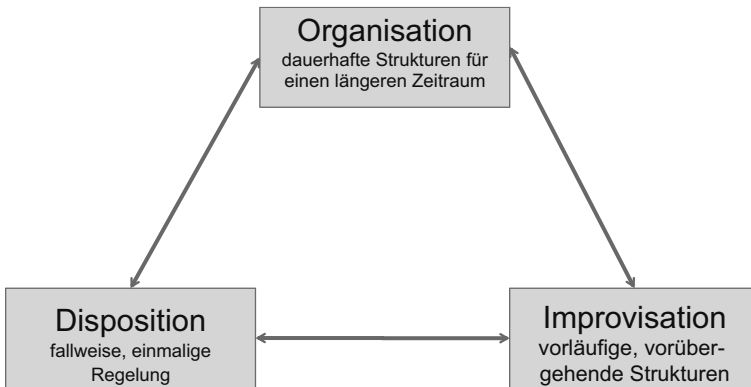 Organisation
dauerhafte Strukturen für
einen längeren Zeitraum
Disposition
fallweise, einmalige
Regelung
Improvisation
vorläufige, vorüber-
gehende Strukturen